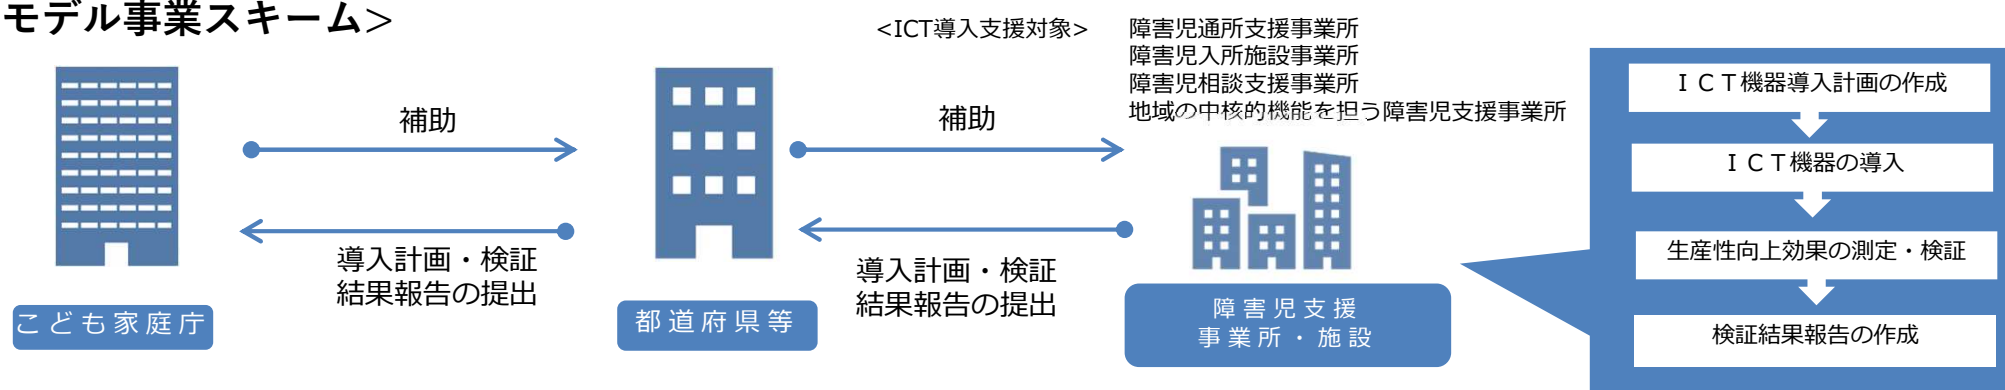 モデル事業スキーム>
<ICT導入支援対象>
障害児通所支援事業所
障害児入所施設事業所
障害児相談支援事業所
地域の中核的機能を担う障害児支援事業所
補助
補助
導入計画・検証
結果報告の提出
導入計画・検証
結果報告の提出
こども家庭庁
都道府県等
障害児支援
事業所・施設
ＩＣＴ機器導入計画の作成
ＩＣＴ機器の導入
生産性向上効果の測定・検証
検証結果報告の作成